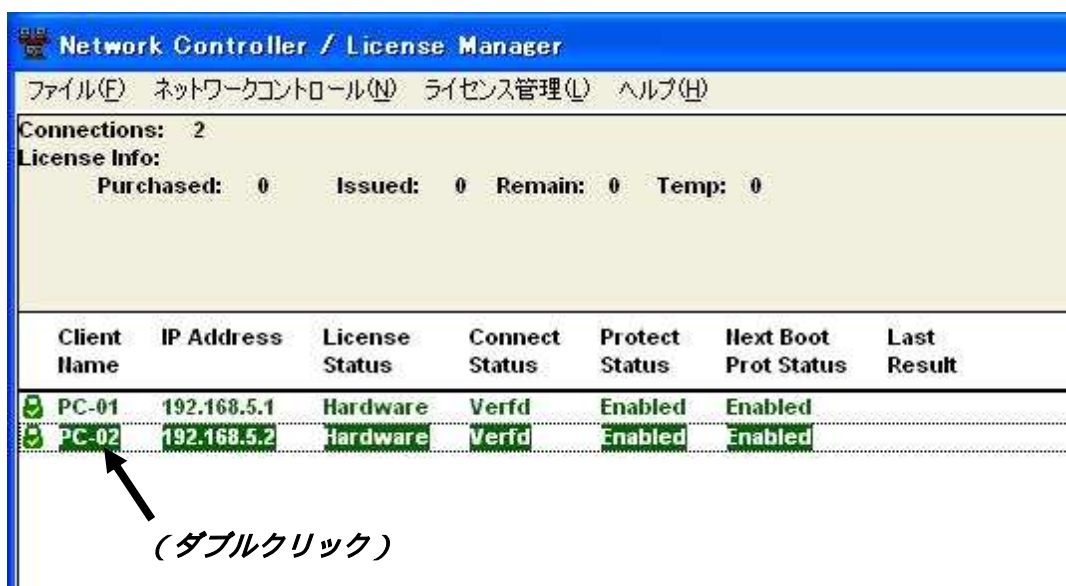 Network Controller / License Manager
ファイル(F) ネットワークコントロール(N) ライセンス管理(L) ヘルプ(H)
Connections: 2
License Info:
Purchased: 0 Issued: 0 Remain: 0 Temp: 0
Client IP Address License Connect Protect Next Boot Last
Name Status Status Status Prot Status Result
PC-01 192.168.5.1 Hardware Verfd Enabled Enabled
PC-02 192.168.5.2 Hardware Verfd Enabled Enabled
(ダブルクリック)